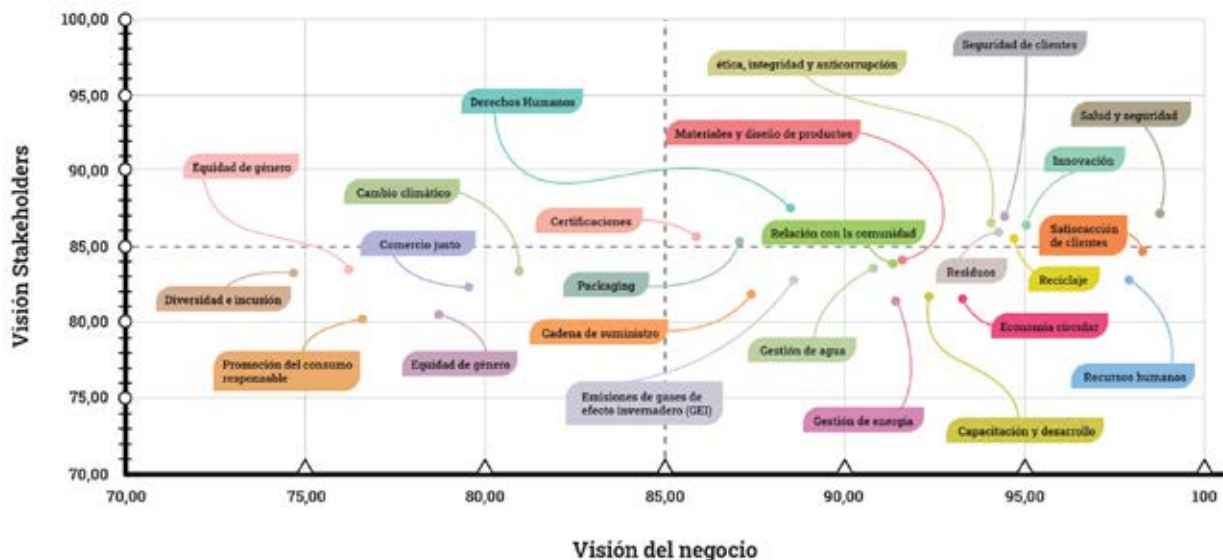 100,00
Seguridad de clientes
ética, integridad y anticorrupción
95,00
Derechos Humanos
Salud y seguridad
Materiales y diseño de productos
90,00
Equidad de género
Innovación
Cambio climático
Certificaciones
Relación con la comunidad
Satiscacción
de clientes
85,00
Comercio justo
Residuos
Reciclaje
Packaging
Diversidad e incusión
80,00
Cadena de suministro
Economía circular
Gestión de agua
Promoción del consumo
responsable
Equidad de género
Recursos humanos
75,00
Emisiones de gases de
efecto invernadero (GEI)
Gestión de energía
Capacitación y desarrollo
70,00
Visión Stakeholders
70,00 75,00 80,00 85,00 90,00 95,00 100
Visión del negocio